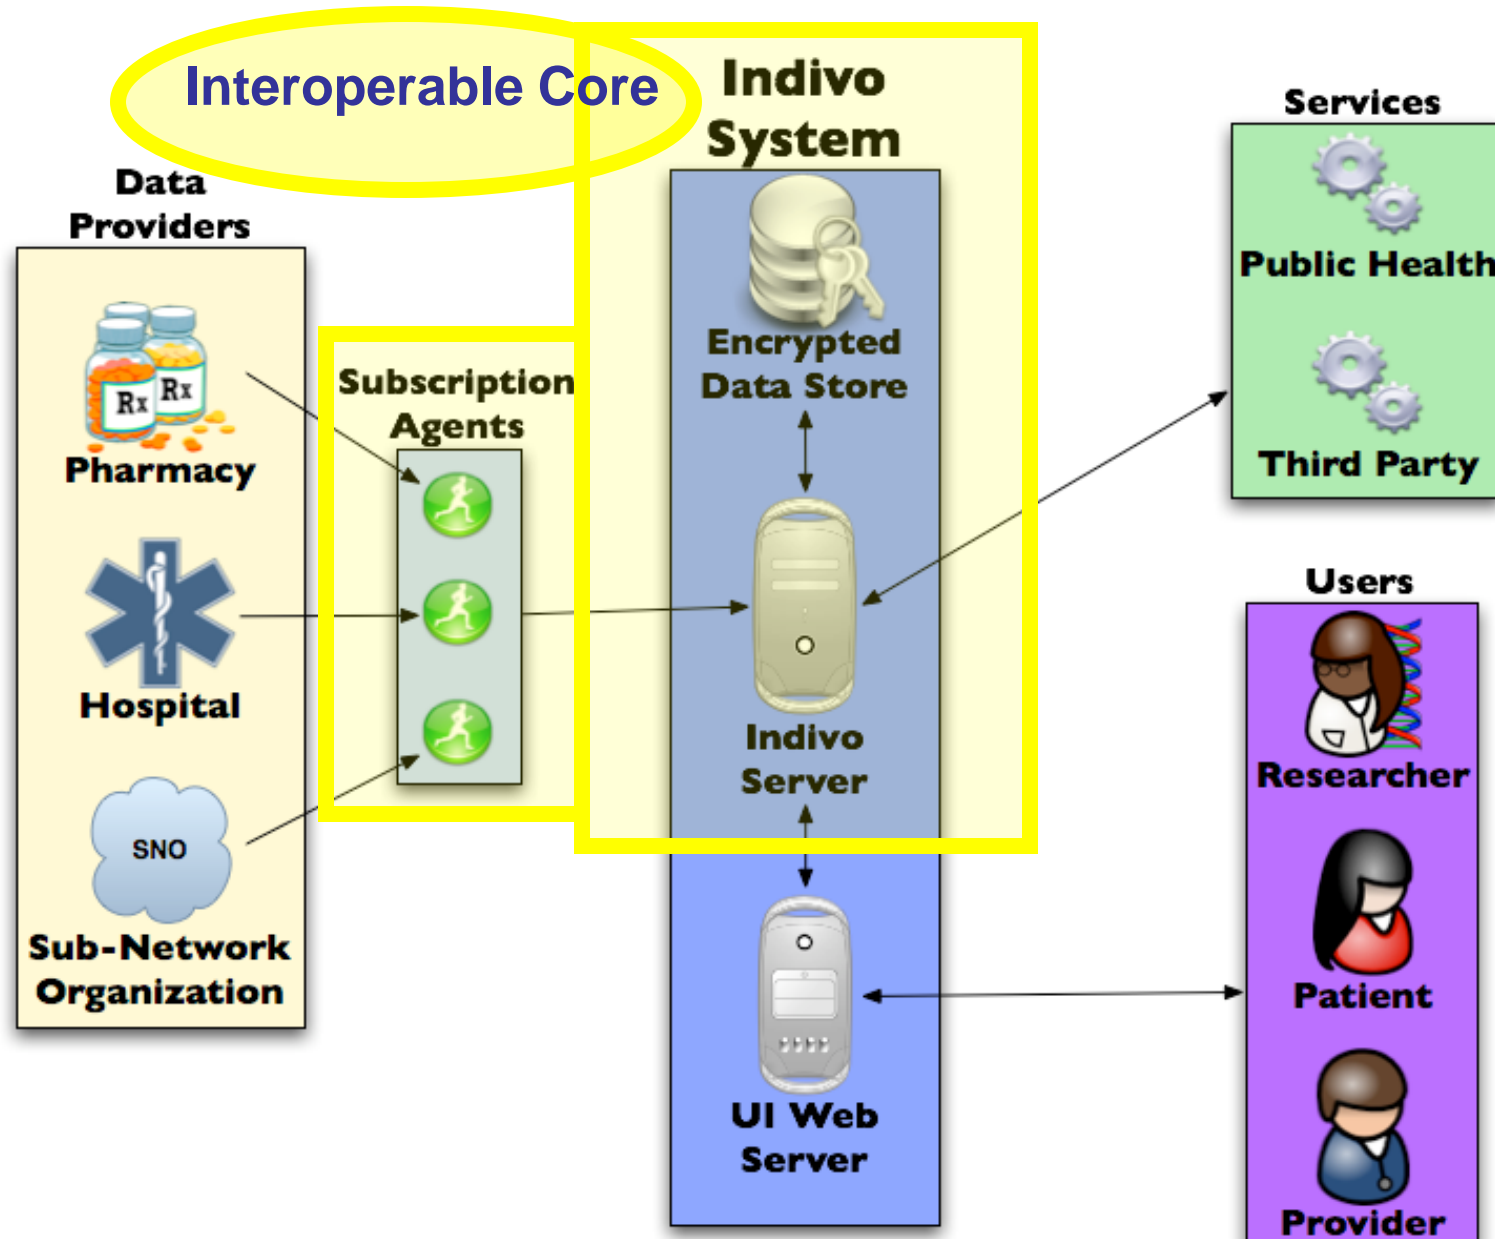 Interoperable Core
Indivo
System
Services
Data
Providers
Public Health
Encrypted
Data Store
Subscription
Agents
Rx
Rx
Pharmacy
Third Party
Users
Hospital
Indivo
Server
Researcher
SNO
Sub-Network
Organization
Patient
UI Web
Server
Provider